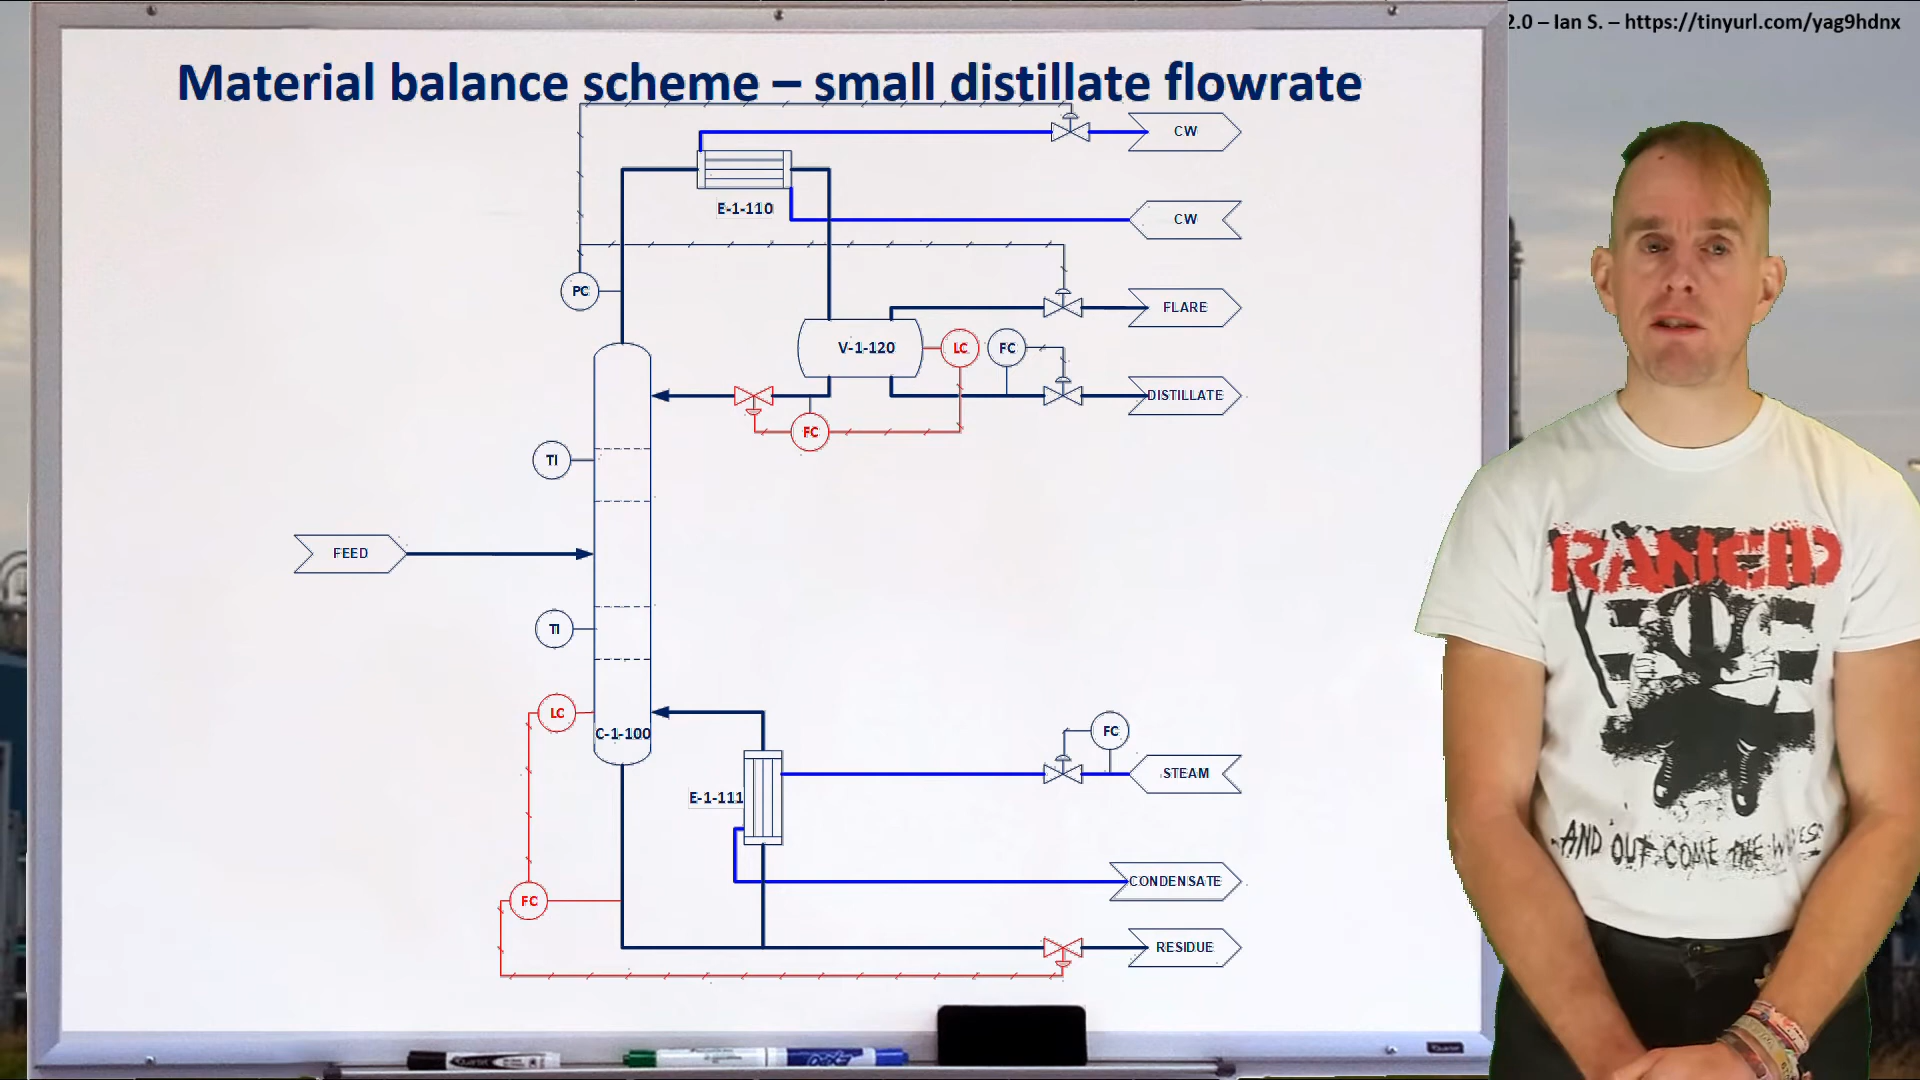 2.0 – Ian S. – https://tinyurl.com/yag9hdnx
Material balance scheme – small distillate flowrate
CW
E-1-110
CW
PC
FLARE
V-1-120
LC
FC
DISTILLATE
FC
TI
FEED
TI
LC
C-1-100
FC
STEAM
E-1-111
CONDENSATE
FC
RESIDUE
RANCID
...AND OUT COME THE WOLVES